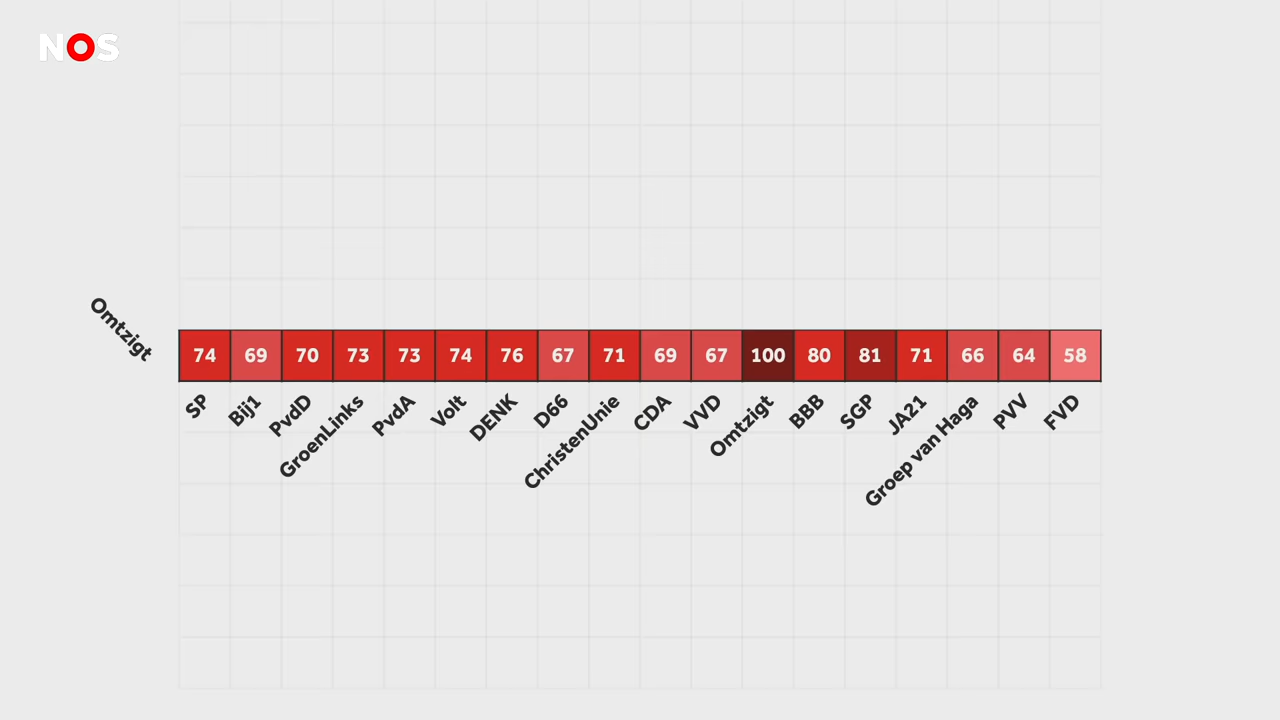 NOS
Omtzigt
74 69 70 73 73 74 76 67 71 69 67 100 80 81 71 66 64 58
SP Bij1 PvdD GroenLinks PvdA Volt DENK D66 ChristenUnie CDA VVD Omtzigt BBB SGP JA21 Groep van Haga PVV FVD